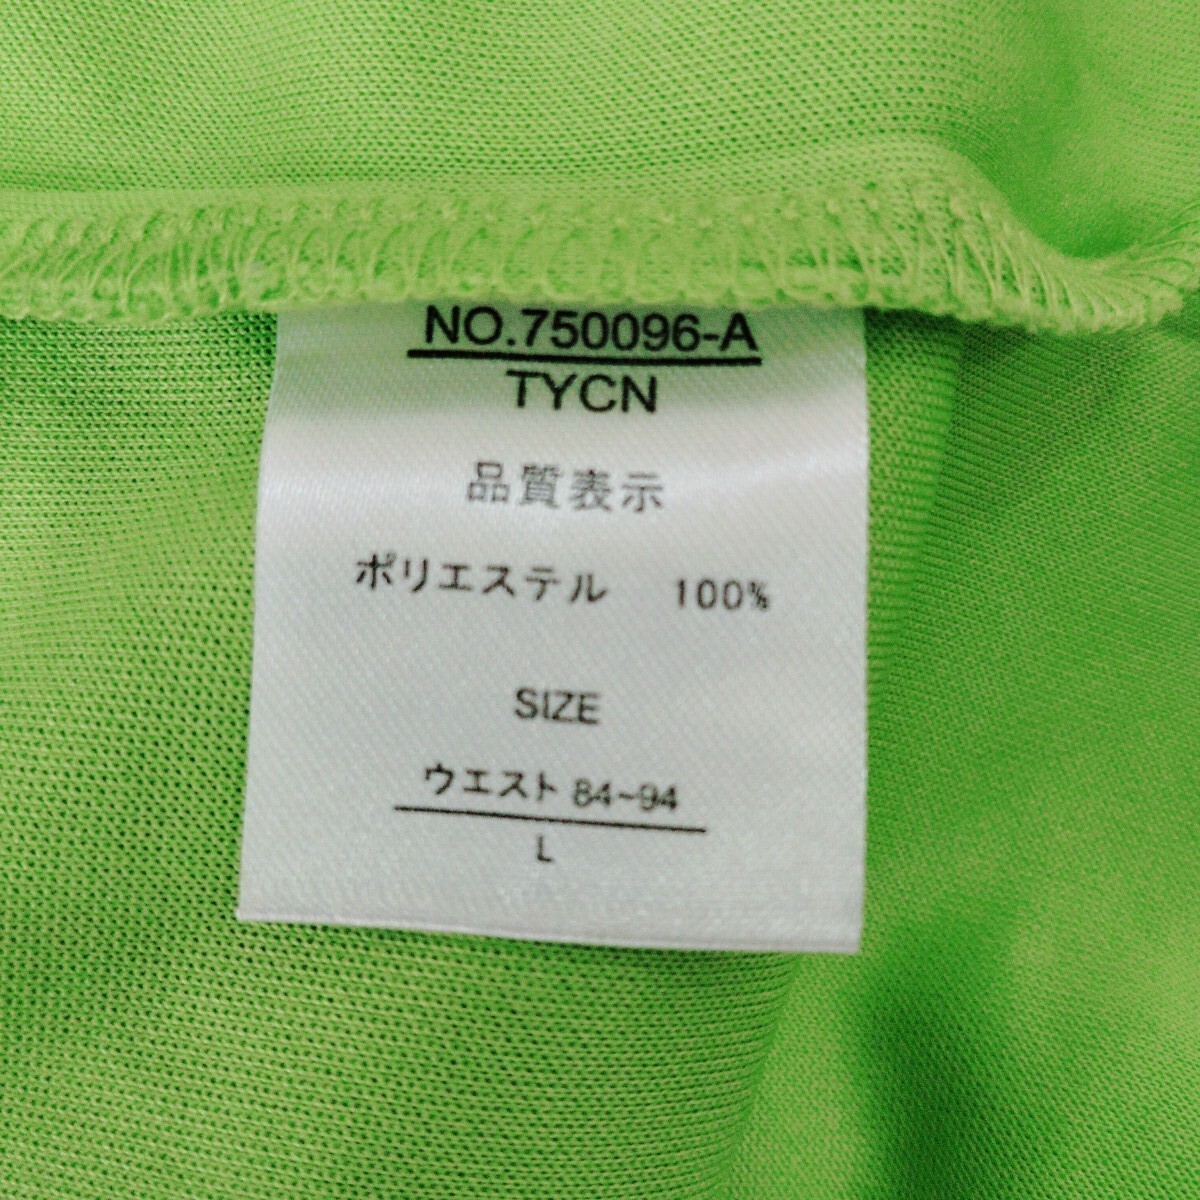 NO.750096-A
TYCN
品質表示
ポリエステル 100%
SIZE
ウエスト 84~94
L